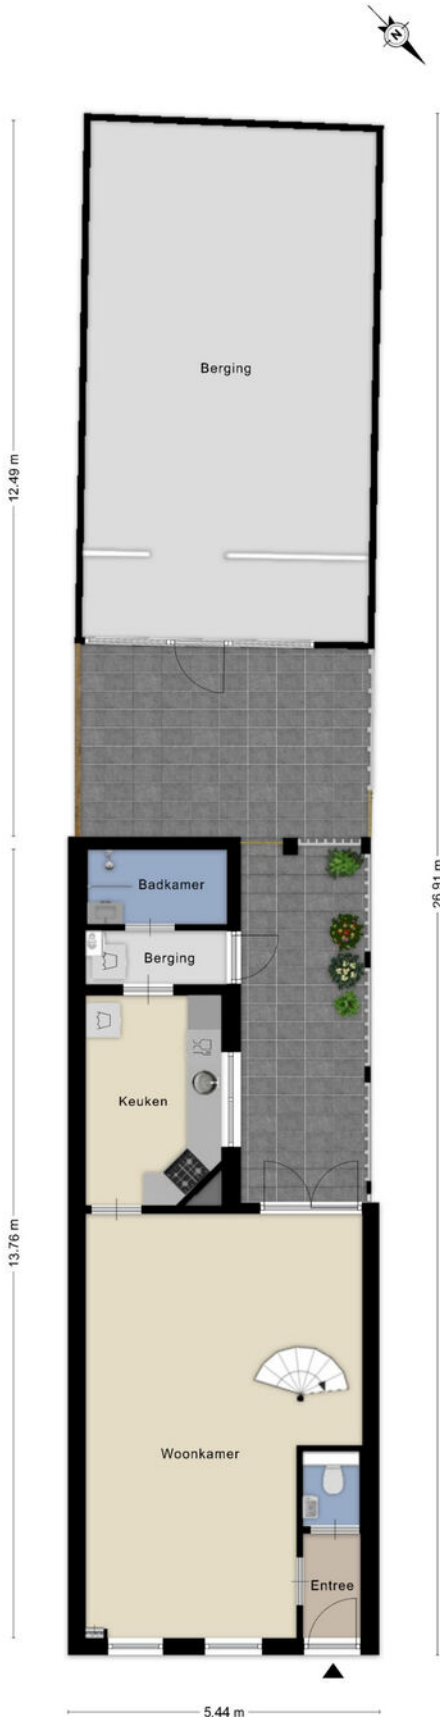 N
Berging
12.49 m
26.91 m
Badkamer
Berging
Keuken
13.76 m
Woonkamer
Entree
5.44 m